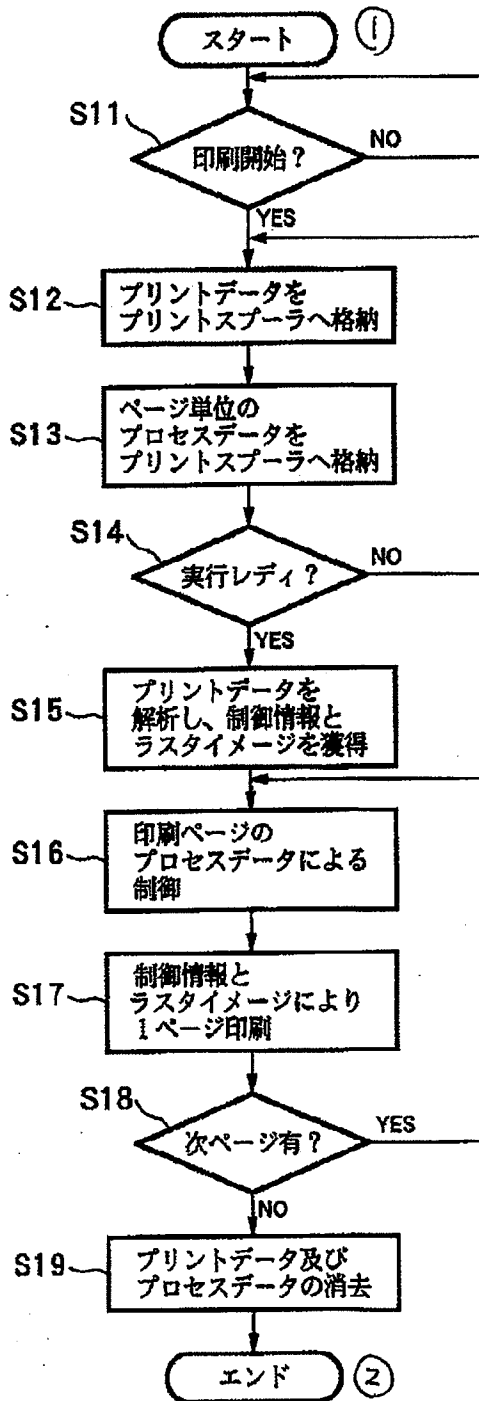 スタート ①
S11
印刷開始？
NO
YES
S12
プリントデータを
プリントスプーラへ格納
S13
ページ単位の
プロセスデータを
プリントスプーラへ格納
S14
実行レディ？
NO
YES
S15
プリントデータを
解析し、制御情報と
ラスタイメージを獲得
S16
印刷ページの
プロセスデータによる
制御
S17
制御情報と
ラスタイメージにより
1ページ印刷
S18
次ページ有？
YES
NO
S19
プリントデータ及び
プロセスデータの消去
エンド ②